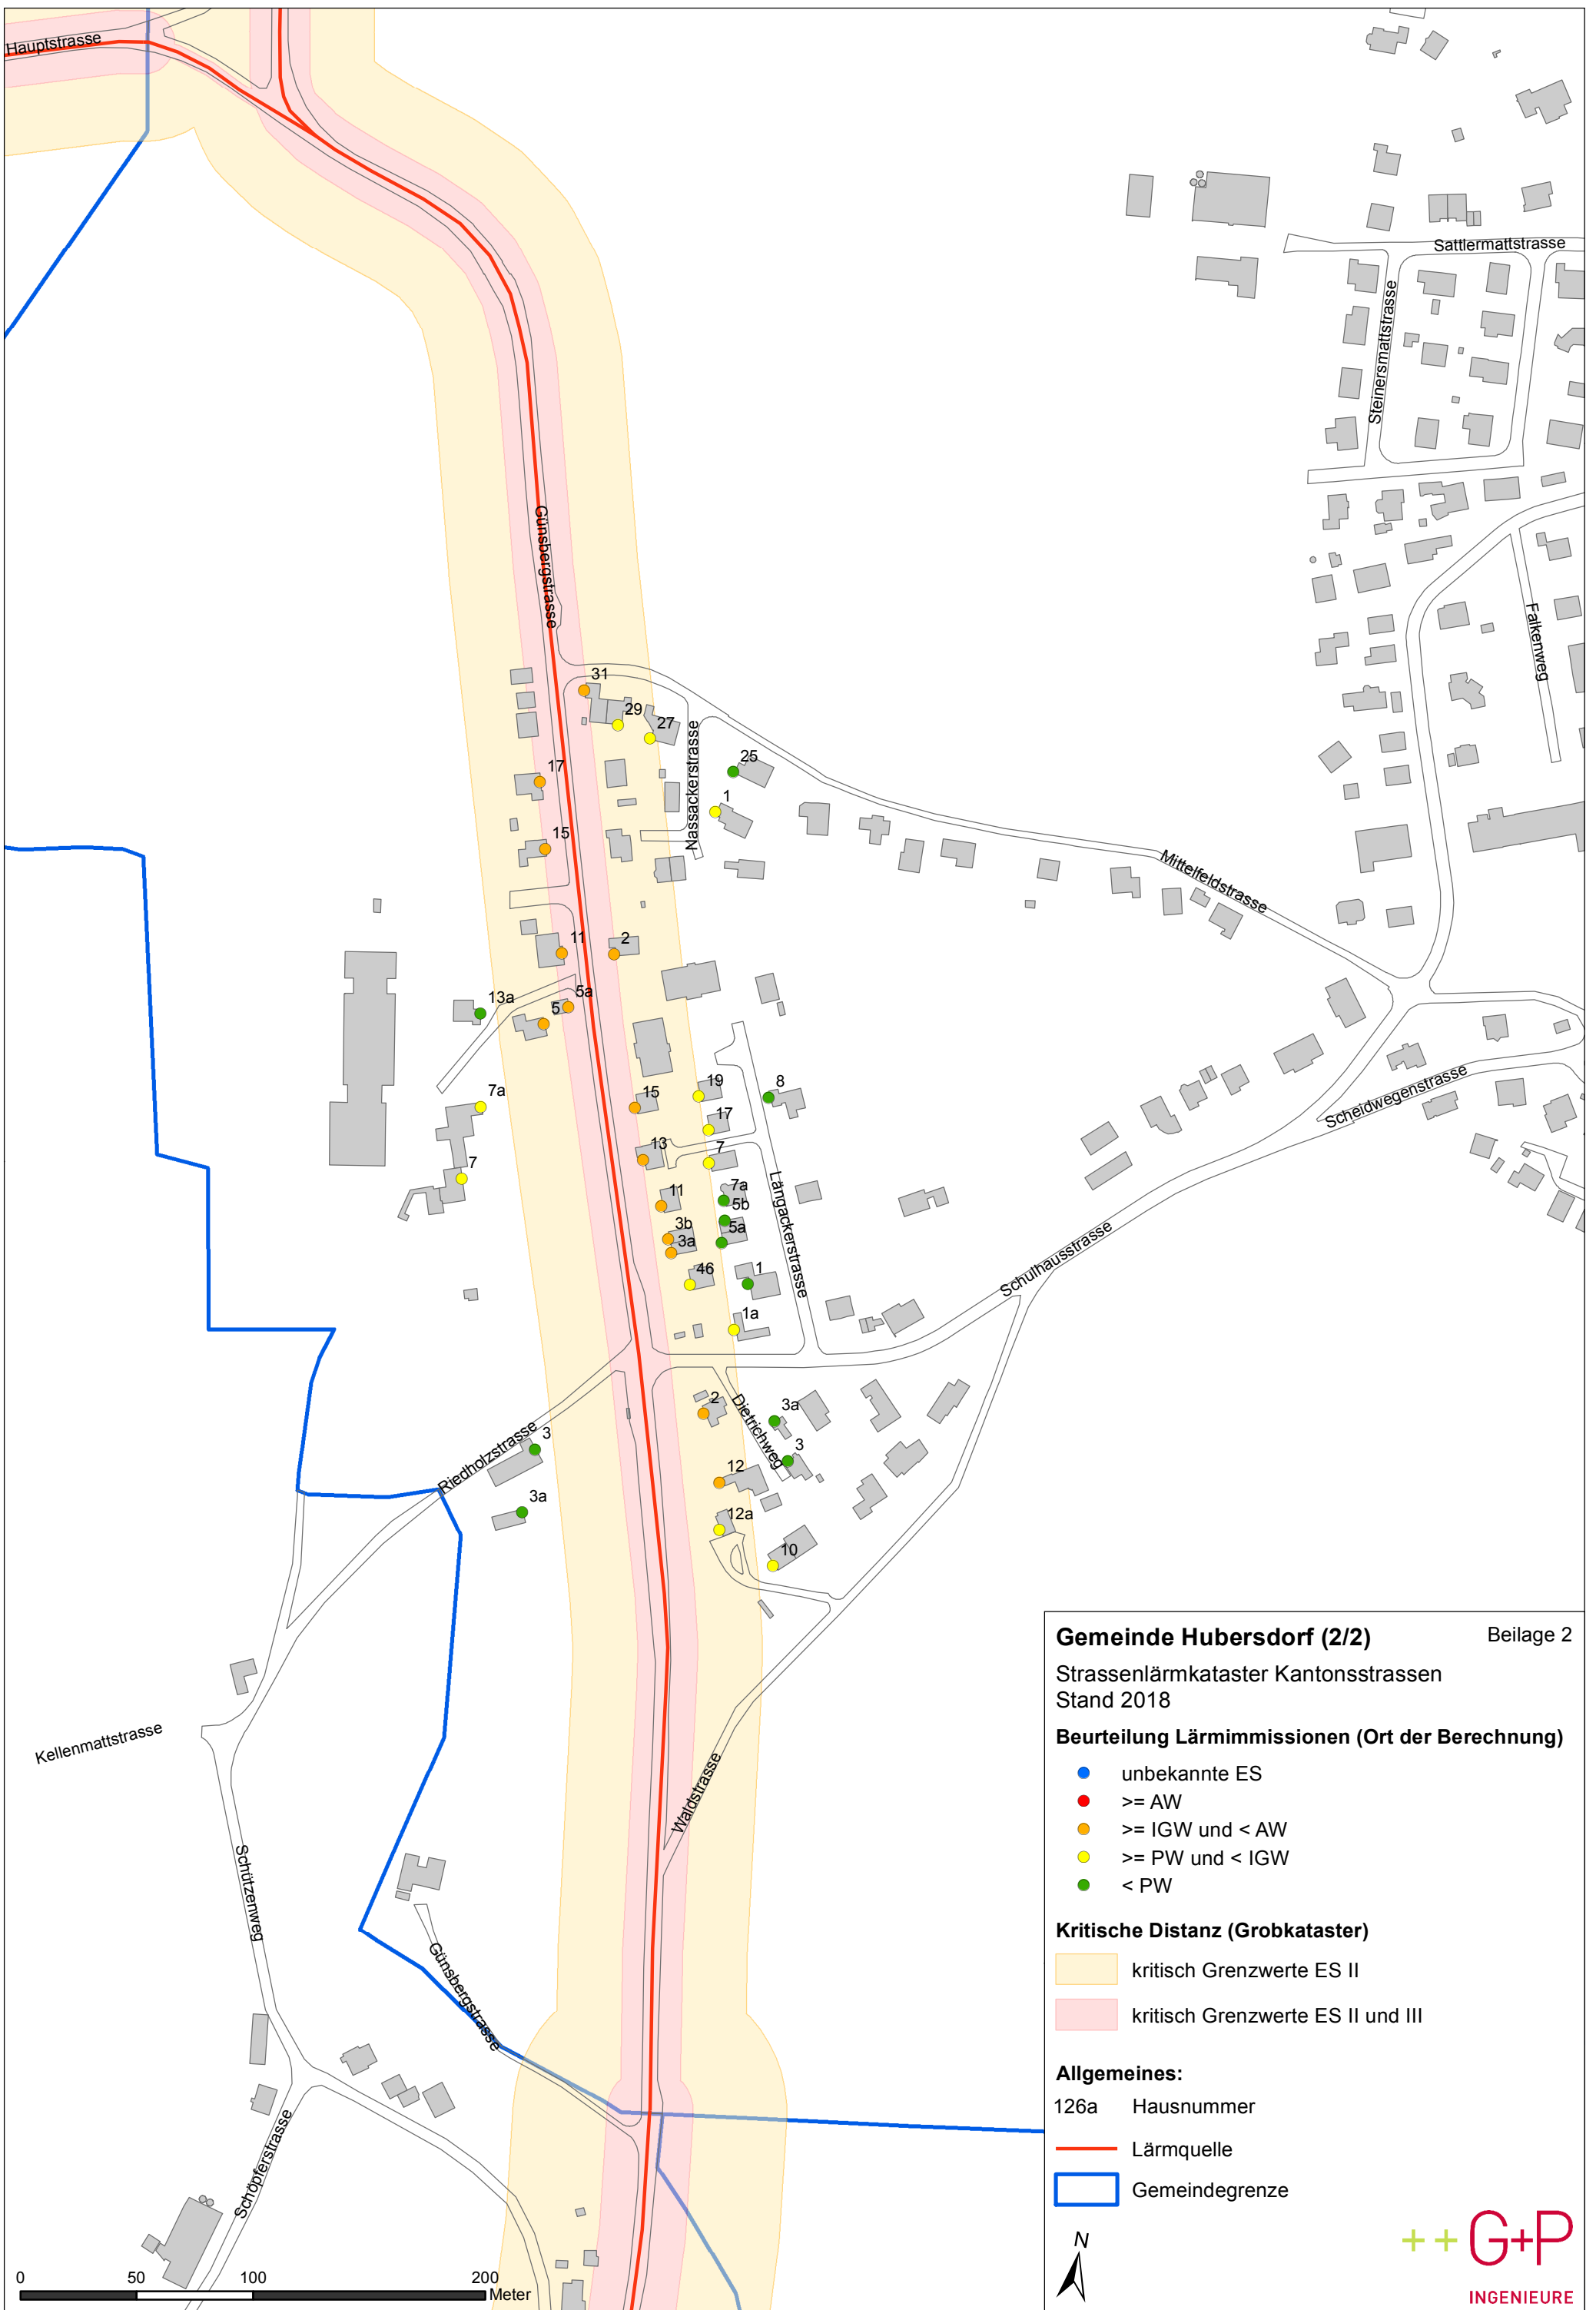 Hauptstrasse
Sattlermattstrasse
Steinersmattstrasse
Günsbergstrasse
Falkenweg
31
29
27
Nassackerstrasse
25
17
1
15
Mittelfeldstrasse
11
2
13a
5a
5
7a
15
19
8
17
Scheidwegenstrasse
13
7
7
11
7a
5b
3b
5a
3a
Längackerstrasse
46
1
Schulhausstrasse
1a
2
Dietrichweg
3a
3
Riedholzstrasse
3
12
3a
12a
10
Kellenmattstrasse
Waldstrasse
Schützenweg
Günsbergstrasse
Schöpferstrasse
0 50 100 200
Meter
Gemeinde Hubersdorf (2/2) Beilage 2
Strassenlärmkataster Kantonsstrassen
Stand 2018
Beurteilung Lärmimmissionen (Ort der Berechnung)
unbekannte ES
>= AW
>= IGW und < AW
>= PW und < IGW
< PW
Kritische Distanz (Grobkataster)
kritisch Grenzwerte ES II
kritisch Grenzwerte ES II und III
Allgemeines:
126a Hausnummer
Lärmquelle
Gemeindegrenze
N
++G+P
INGENIEURE